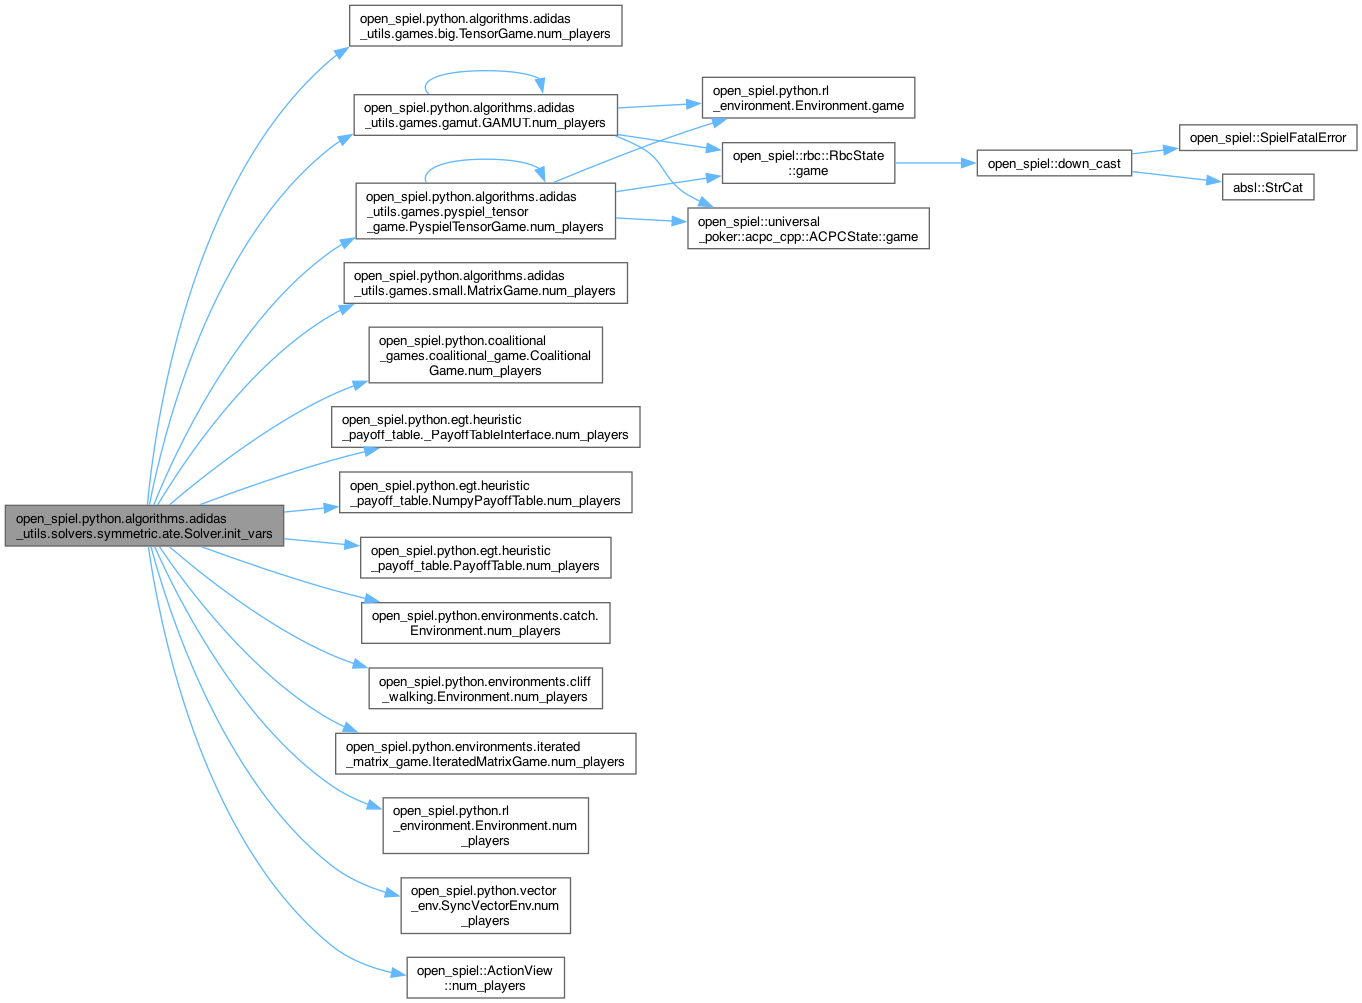 open_spiel.python.algorithms.adidas
_utils.games.big.TensorGame.num_players
open_spiel.python.algorithms.adidas
_utils.games.gamut.GAMUT.num_players
open_spiel.python.rl
_environment.Environment.game
open_spiel::rbc::RbcState
::game
open_spiel::down_cast
open_spiel::SpielFatalError
absl::StrCat
open_spiel.python.algorithms.adidas
_utils.games.pyspiel_tensor
_game.PyspielTensorGame.num_players
open_spiel::universal
_poker::acpc_cpp::ACPCState::game
open_spiel.python.algorithms.adidas
_utils.games.small.MatrixGame.num_players
open_spiel.python.coalitional
_games.coalitional_game.Coalitional
Game.num_players
open_spiel.python.egt.heuristic
_payoff_table._PayoffTableInterface.num_players
open_spiel.python.egt.heuristic
_payoff_table.NumpyPayoffTable.num_players
open_spiel.python.algorithms.adidas
_utils.solvers.symmetric.ate.Solver.init_vars
open_spiel.python.egt.heuristic
_payoff_table.PayoffTable.num_players
open_spiel.python.environments.catch.
Environment.num_players
open_spiel.python.environments.cliff
_walking.Environment.num_players
open_spiel.python.environments.iterated
_matrix_game.IteratedMatrixGame.num_players
open_spiel.python.rl
_environment.Environment.num
_players
open_spiel.python.vector
_env.SyncVectorEnv.num
_players
open_spiel::ActionView
::num_players